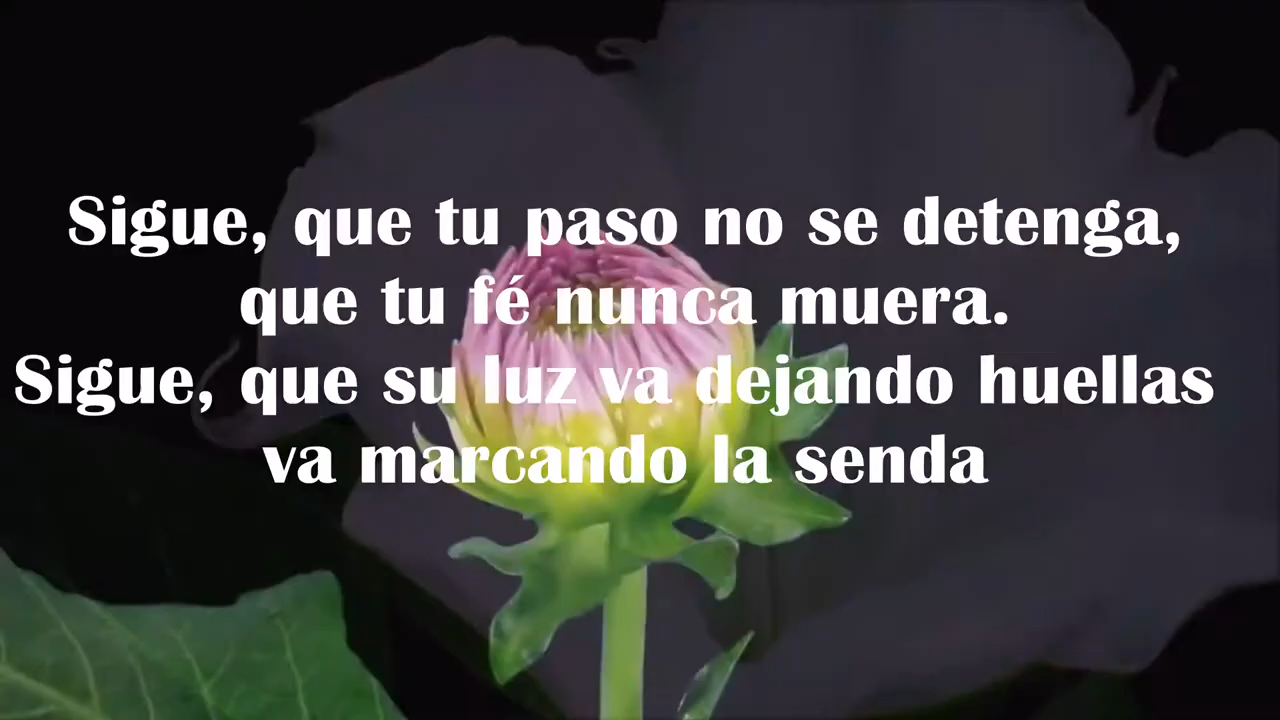 Sigue, que tu paso no se detenga,
que tu fé nunca muera.
Sigue, que su luz va dejando huellas
va marcando la senda